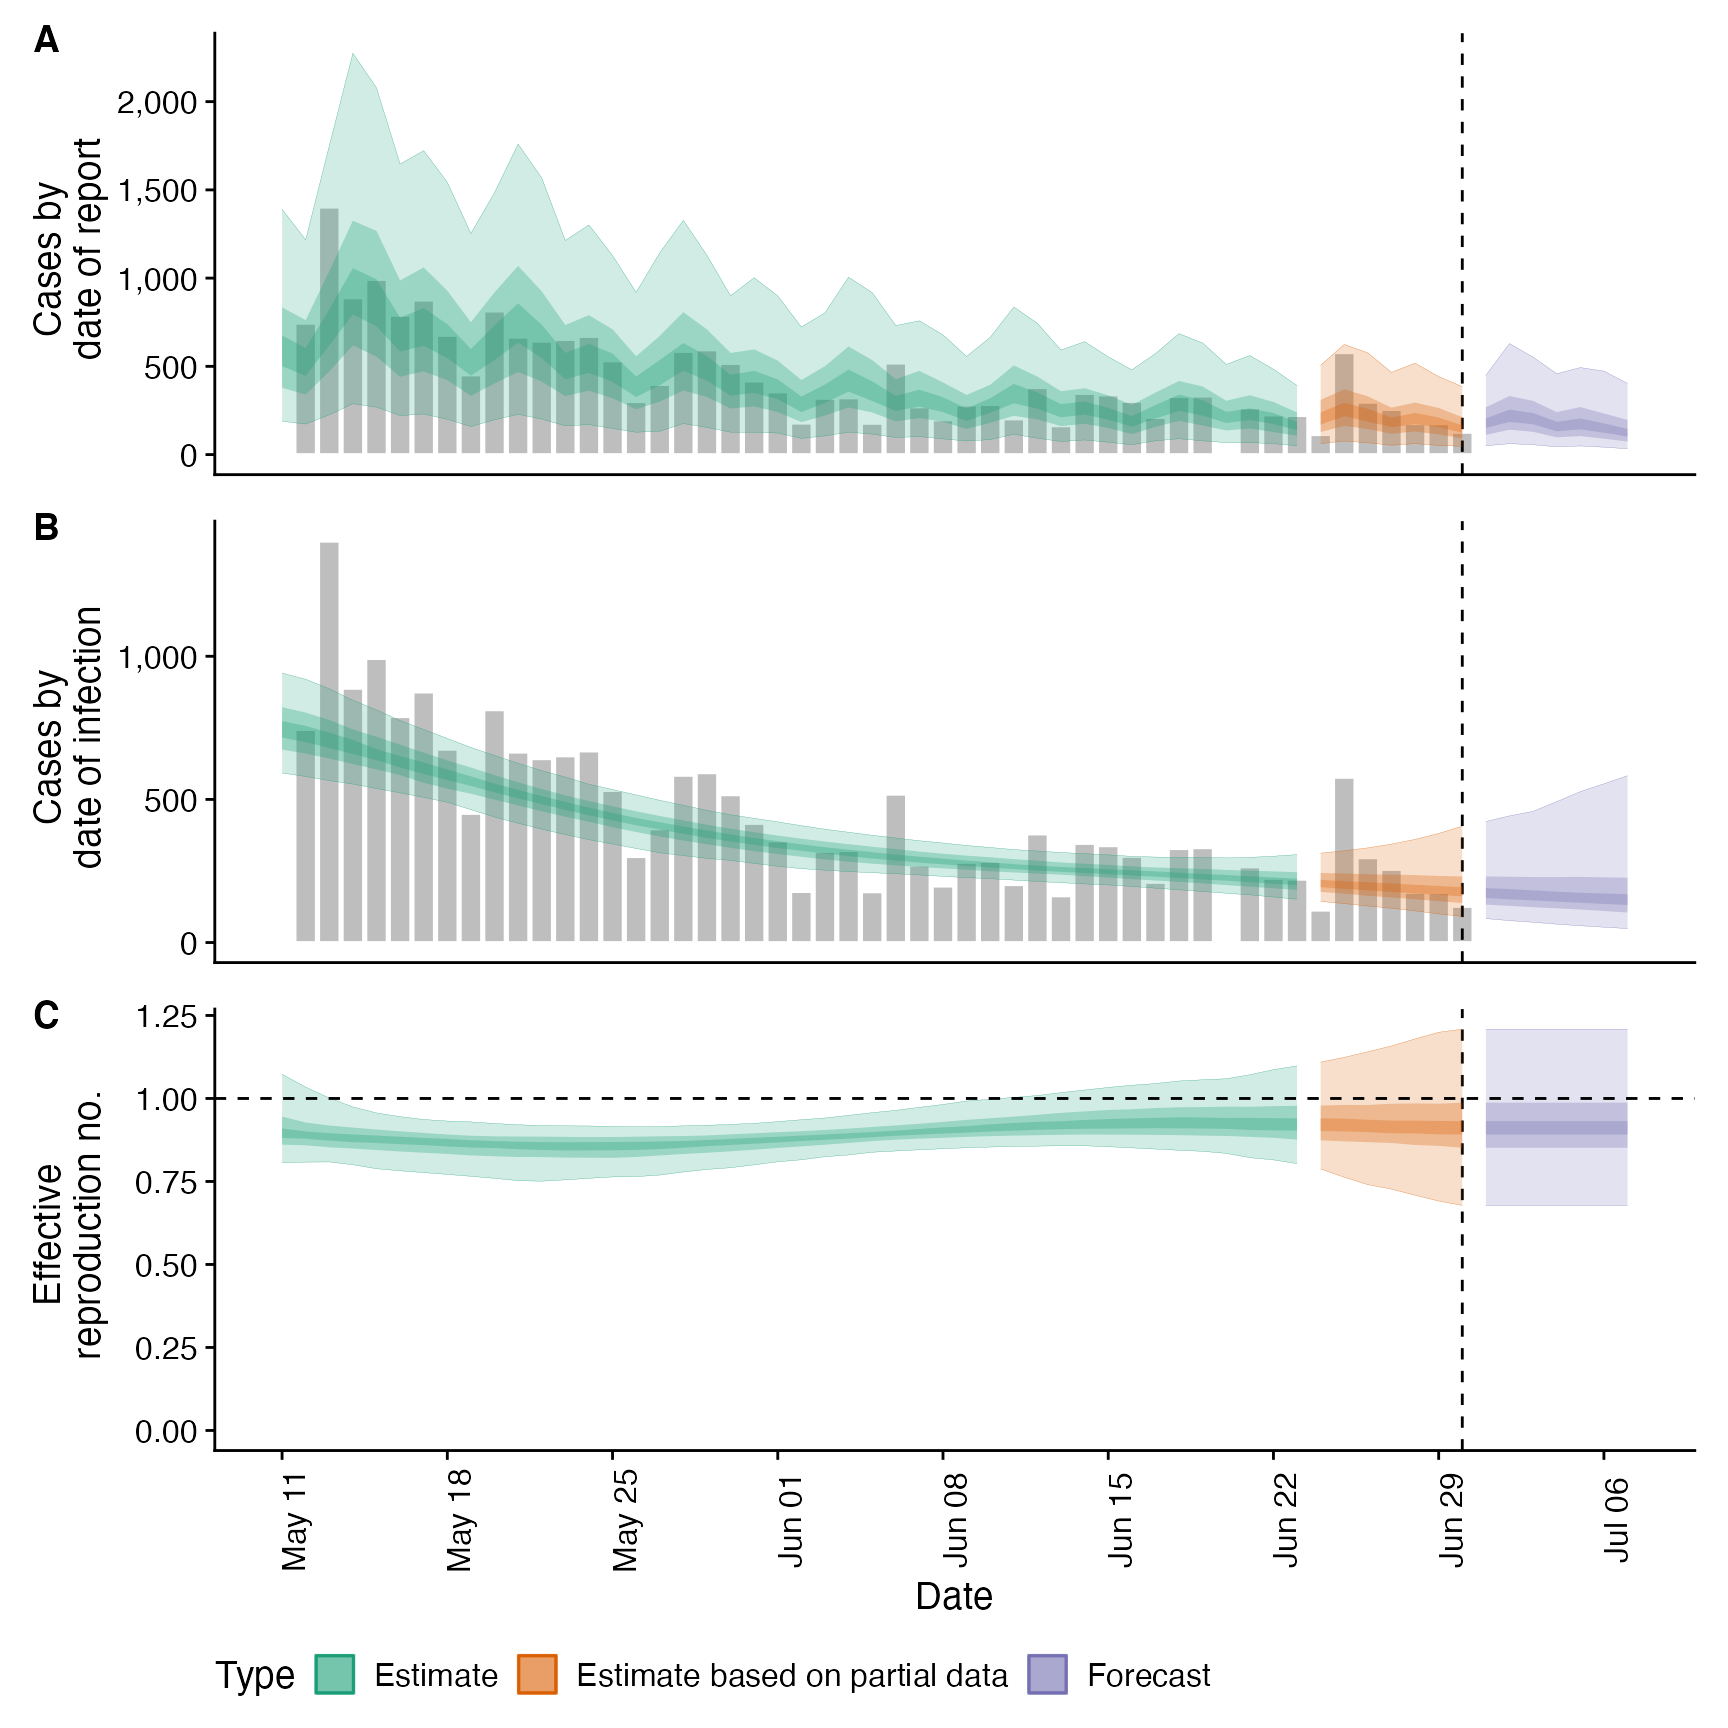 A
Cases by
date of report
2,000
1,500
1,000
500
0
B
Cases by
date of infection
1,000
500
0
C
Effective
reproduction no.
1.25
1.00
0.75
0.50
0.25
0.00
May 11
May 18
May 25
Jun 01
Jun 08
Jun 15
Jun 22
Jun 29
Jul 06
Date
Type
Estimate
Estimate based on partial data
Forecast